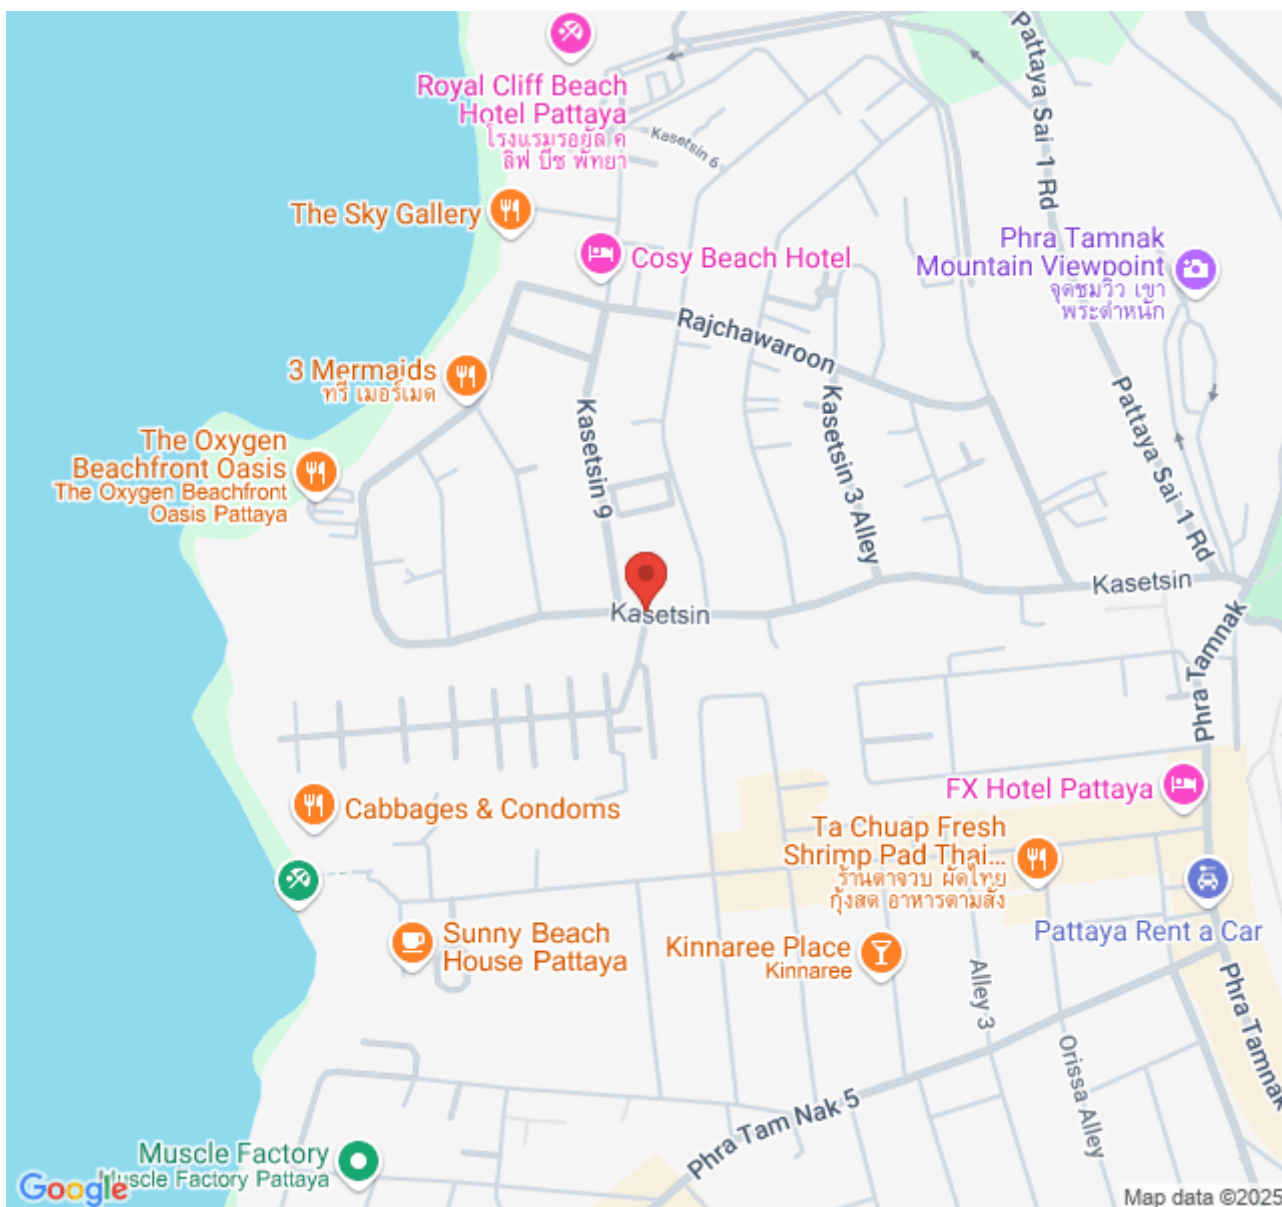 Pattaya Sai 1 Rd
Royal Cliff Beach
Hotel Pattaya
โรงแรมรอยัล ค
ลิฟ บีช พัทยา
Kasetsin 6
The Sky Gallery
Cosy Beach Hotel
Phra Tamnak
Mountain Viewpoint
จุดชมวิว เขา
พระตำหนัก
Rajchawaroon
3 Mermaids
ทรี เมอร์เมด
Kasetsin 9
Kasetsin 3 Alley
Pattaya Sai 1 Rd
The Oxygen
Beachfront Oasis
The Oxygen Beachfront
Oasis Pattaya
Kasetsin
Kasetsin
Phra Tamnak
FX Hotel Pattaya
Cabbages & Condoms
Ta Chuap Fresh
Shrimp Pad Thai...
ร้านตาจวบ ผัดไทย
กุ้งสด อาหารตามสั่ง
Pattaya Rent a Car
Sunny Beach
House Pattaya
Kinnaree Place
Kinnaree
Alley 3
Phra Tamnak
Orissa Alley
Phra Tam Nak 5
Muscle Factory
Muscle Factory Pattaya
Google
Map data ©2025